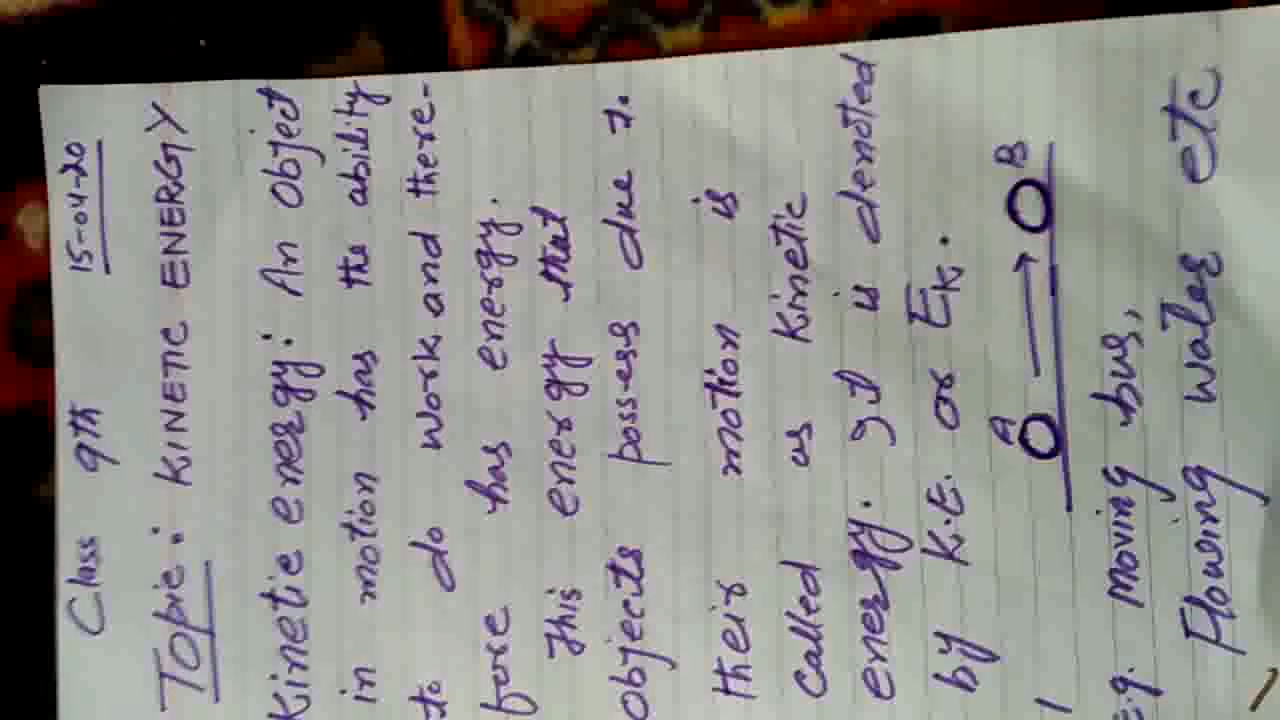 Class 9th 15-04-20
Topic: KINETIC ENERGY
Kinetic energy: An object
in motion has the ability
to do work and there-
fore has energy.
This energy that
objects possess due to
their motion is
called as kinetic
energy. It is denoted
by K.E. or EK.
A B
E.g. Moving bus,
Flowing water etc